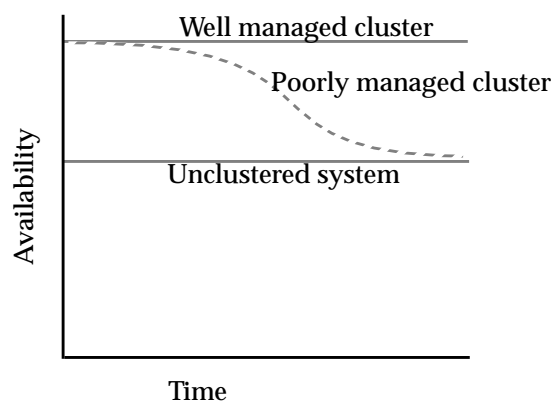 Well managed cluster
Poorly managed cluster
Unclustered system
Availability
Time